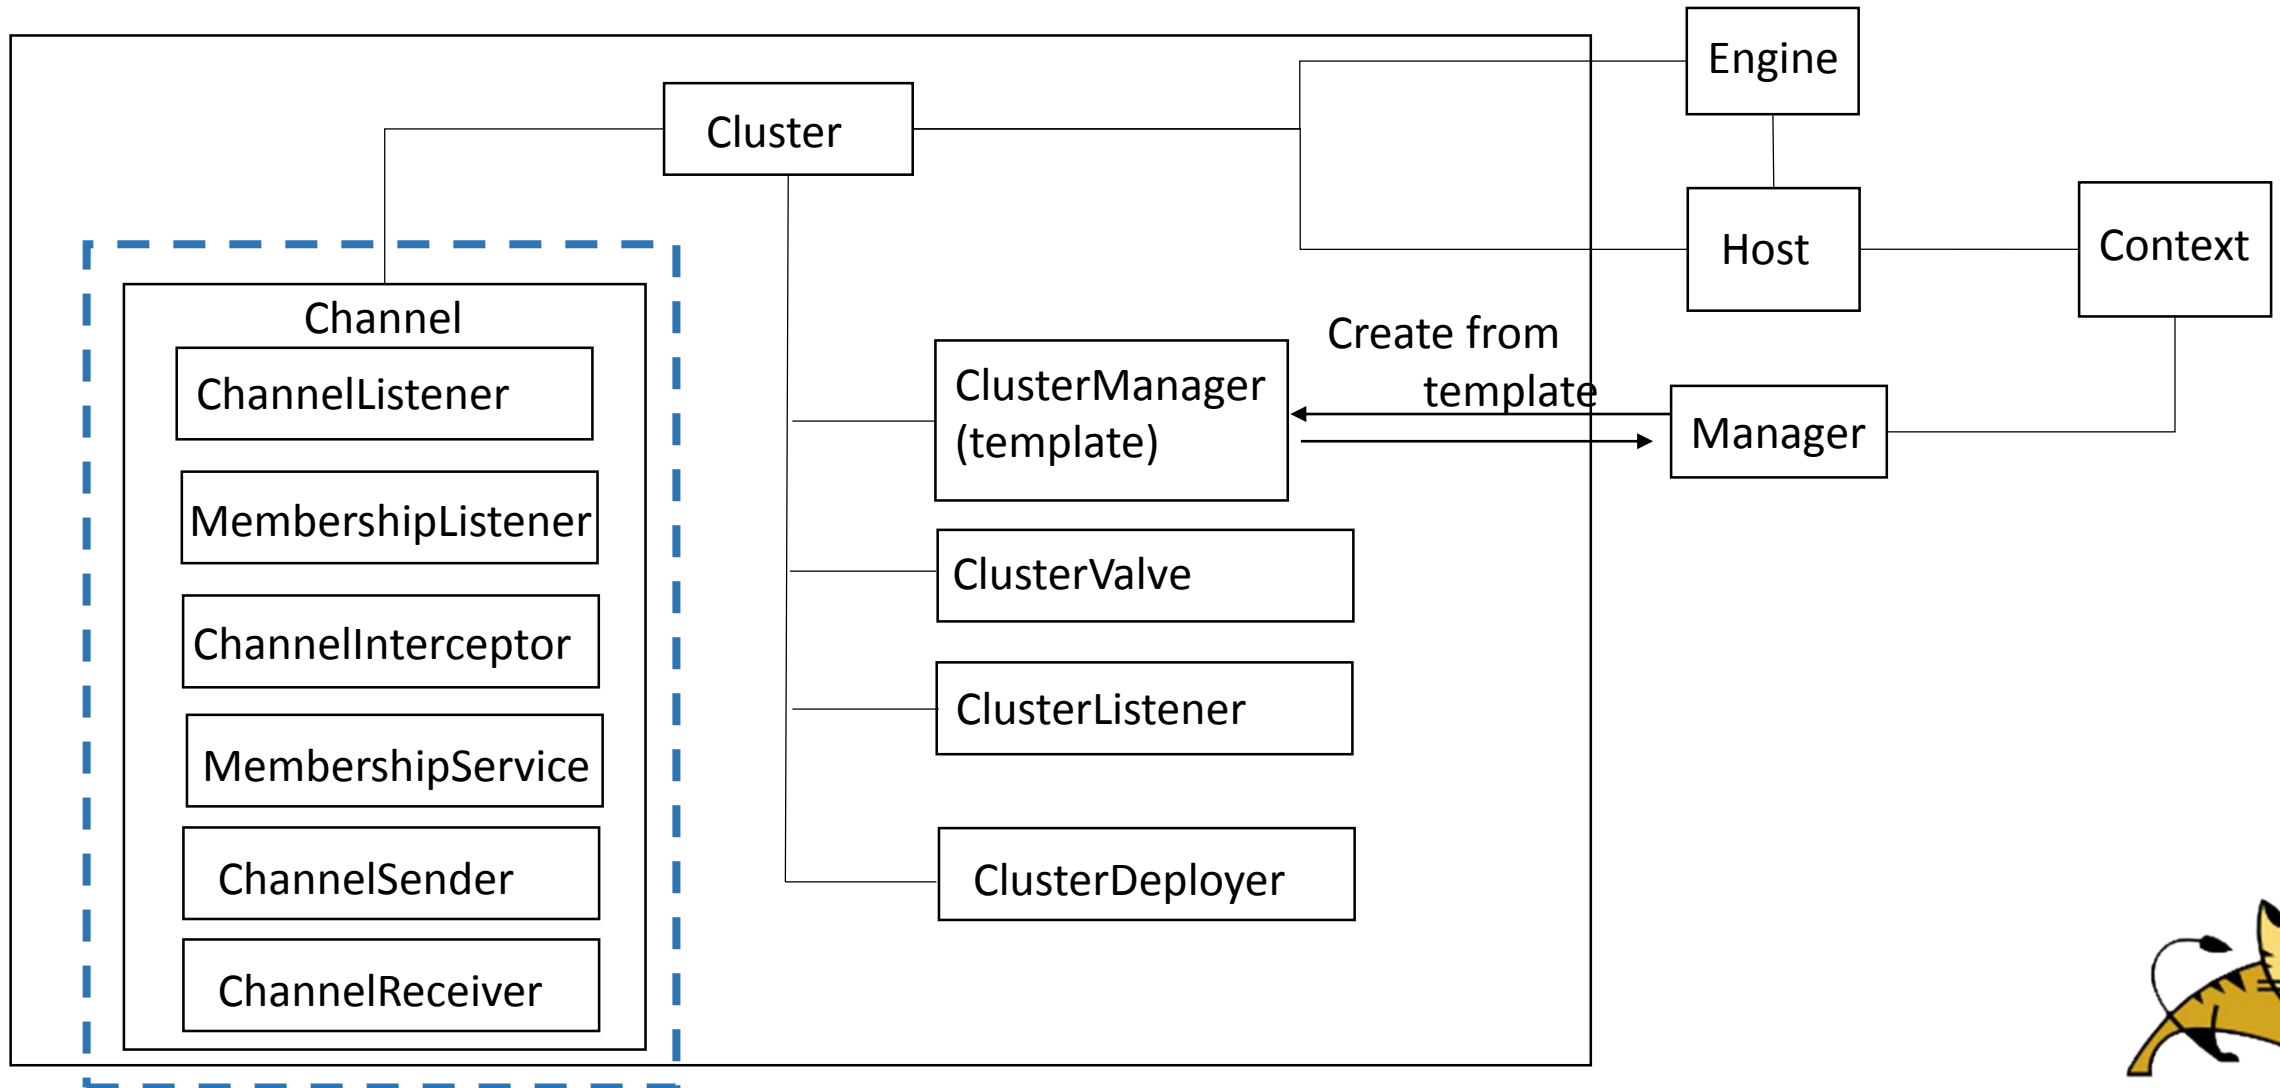 Engine
Cluster
Host
Context
Channel
ChannelListener
MembershipListener
ChannelInterceptor
MembershipService
ChannelSender
ChannelReceiver
ClusterManager
(template)
Create from
template
Manager
ClusterValve
ClusterListener
ClusterDeployer